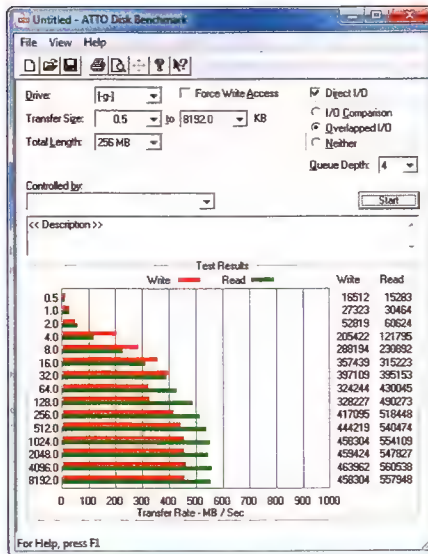 Untitled - ATTO Disk Benchmark
File View Help
Drive: [-g-] Force Write Access Direct I/O
Transfer Size: 0.5 to 8192.0 KB I/O Comparison
Overlapped I/O
Total Length: 256 MB Neither
Queue Depth: 4
Controlled by:
Start
<< Description >>
Test Results
Write Read Write Read
0.5 16512 15283
1.0 27323 30464
2.0 52819 60624
4.0 205422 121795
8.0 288194 230892
16.0 357439 315223
32.0 397109 395153
64.0 324244 430045
128.0 328227 490273
256.0 417095 518448
512.0 444219 540474
1024.0 458304 554109
2048.0 459424 547827
4096.0 463962 560538
8192.0 458304 557948
0 100 200 300 400 500 600 700 800 900 1000
Transfer Rate - MB / Sec
For Help, press F1